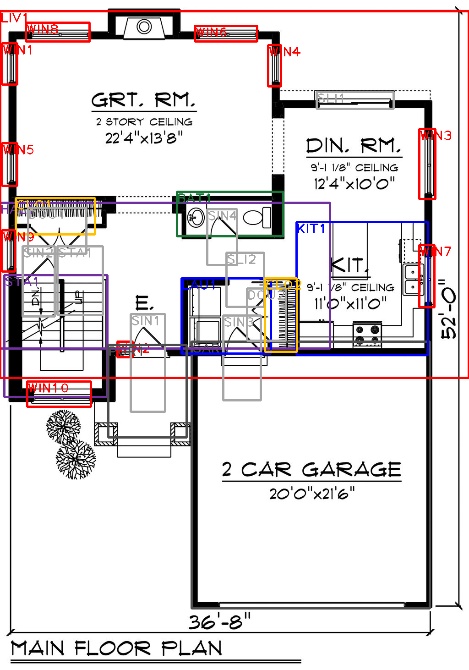 LIV1
WIN8
WIN6
WIN1
WIN4
GRT. RM.
2 STORY CEILING
22'4"x13'8"
SLI1
WIN5
WIN3
DIN. RM.
9'-1 1/8" CEILING
12'4"x10'0"
BAT1
SIN4
KIT1
WIN9
SIN2
STA1
SLI2
WIN7
KIT.
9'-1 1/8" CEILING
11'0"x11'0"
STA1
DN.
UP
E.
SIN1
SIN3
WIN2
52'-0"
WIN10
2 CAR GARAGE
20'0"x21'6"
36'-8"
MAIN FLOOR PLAN